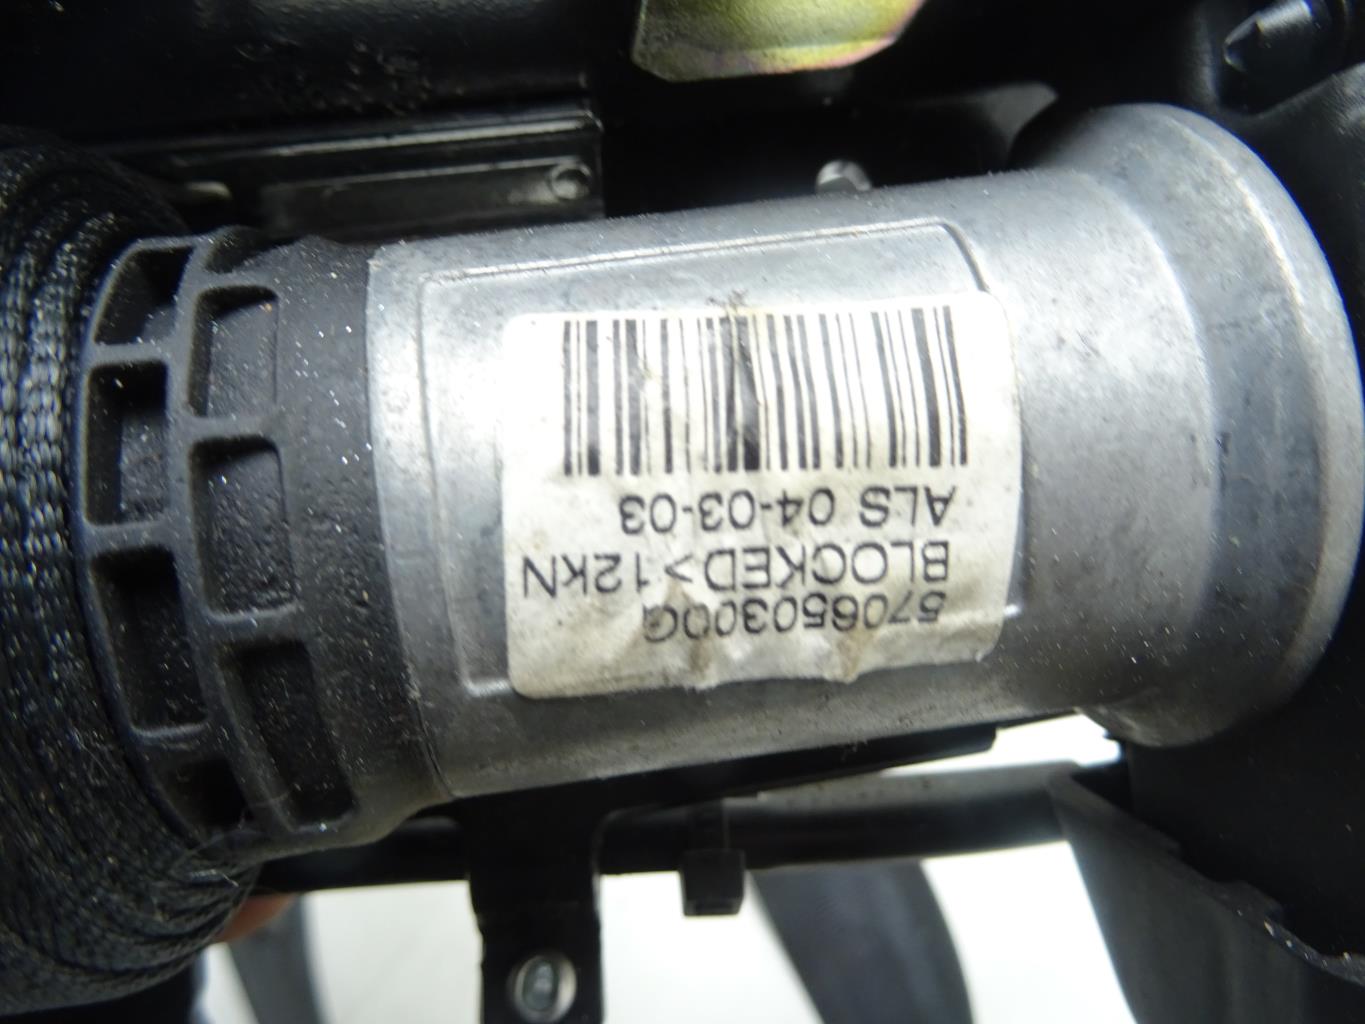 570650300G
BLOCKED>12kN
ALS 04-03-03